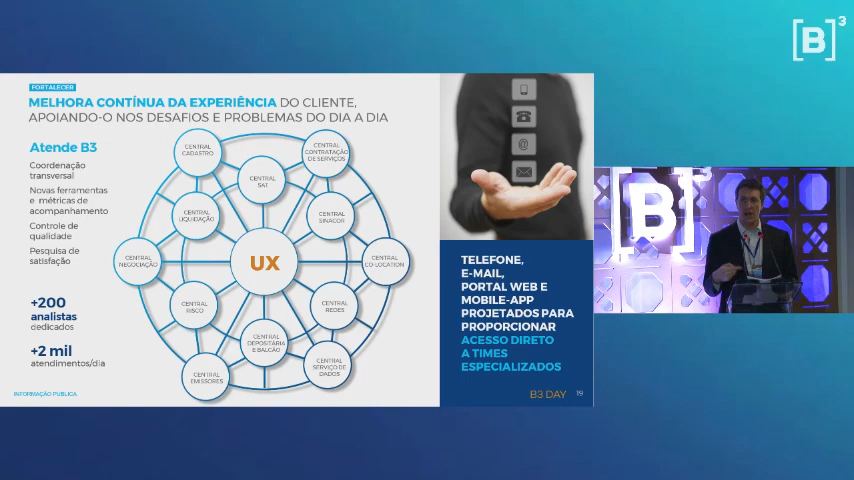 [B]³
FORTALECER
MELHORA CONTÍNUA DA EXPERIÊNCIA DO CLIENTE,
APOIANDO-O NOS DESAFIOS E PROBLEMAS DO DIA A DIA
Atende B3
Coordenação
transversal
Novas ferramentas
e métricas de
acompanhamento
Controle de
qualidade
Pesquisa de
satisfação
+200
analistas
dedicados
+2 mil
atendimentos/dia
CENTRAL
CADASTRO
CENTRAL
CONTRATAÇÃO
DE SERVIÇOS
CENTRAL
SAT
CENTRAL
LIQUIDAÇÃO
CENTRAL
SINACOR
CENTRAL
NEGOCIAÇÃO
UX
CENTRAL
CO-LOCATION
CENTRAL
RISCO
CENTRAL
REDES
CENTRAL
DEPOSITÁRIA
E BALCÃO
CENTRAL
EMISSORES
CENTRAL
SERVIÇO DE
DADOS
@
TELEFONE,
E-MAIL,
PORTAL WEB E
MOBILE-APP
PROJETADOS PARA
PROPORCIONAR
ACESSO DIRETO
A TIMES
ESPECIALIZADOS
INFORMAÇÃO PUBLICA
B3 DAY 19
[B]³